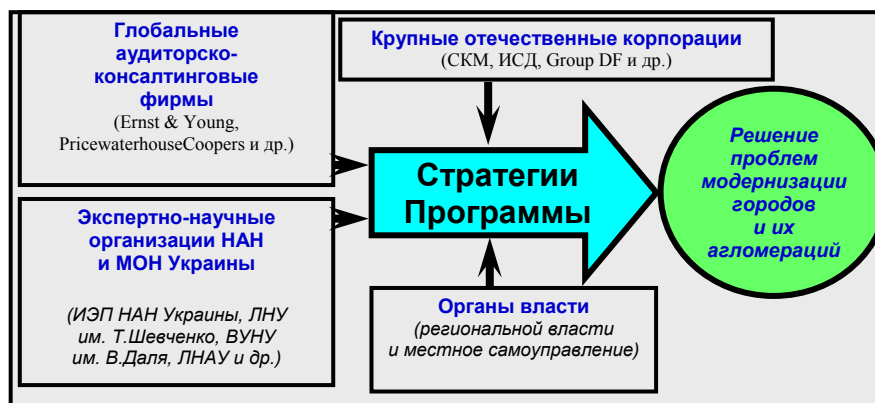 Глобальные
аудиторско-
консалтинговые
фирмы
(Ernst & Young,
PricewaterhouseCoopers и др.)
Крупные отечественные корпорации
(СКМ, ИСД, Group DF и др.)
Стратегии
Программы
Решение
проблем
модернизации
городов
и их
агломераций
Экспертно-научные
организации НАН
и МОН Украины
(ИЭП НАН Украины, ЛНУ
им. Т.Шевченко, ВУНУ
им. В.Даля, ЛНАУ и др.)
Органы власти
(региональной власти
и местное самоуправление)